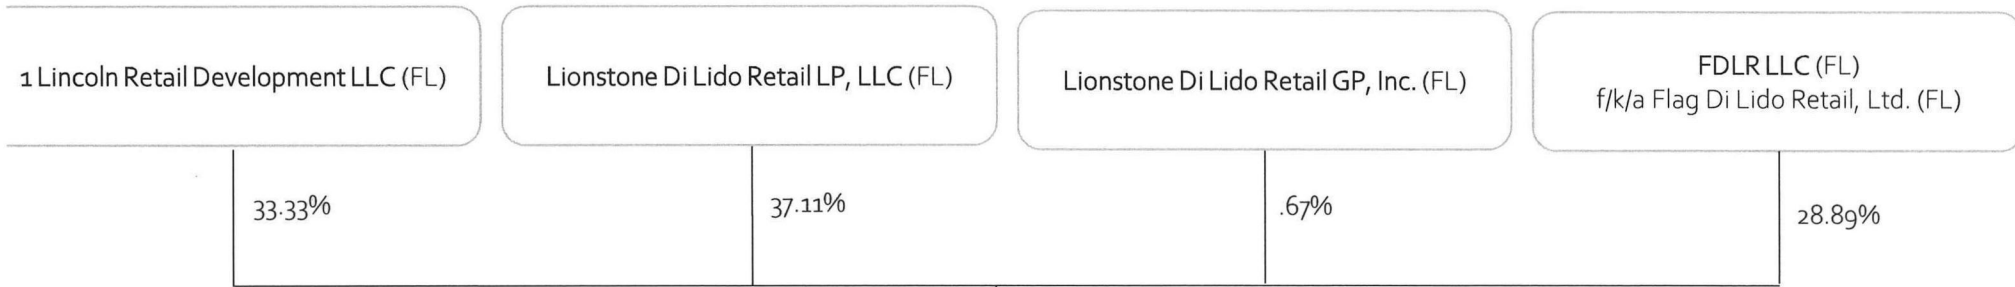 1 Lincoln Retail Development LLC (FL)
Lionstone Di Lido Retail LP, LLC (FL)
Lionstone Di Lido Retail GP, Inc. (FL)
FDLR LLC (FL)
f/k/a Flag Di Lido Retail, Ltd. (FL)
33.33%
37.11%
.67%
28.89%